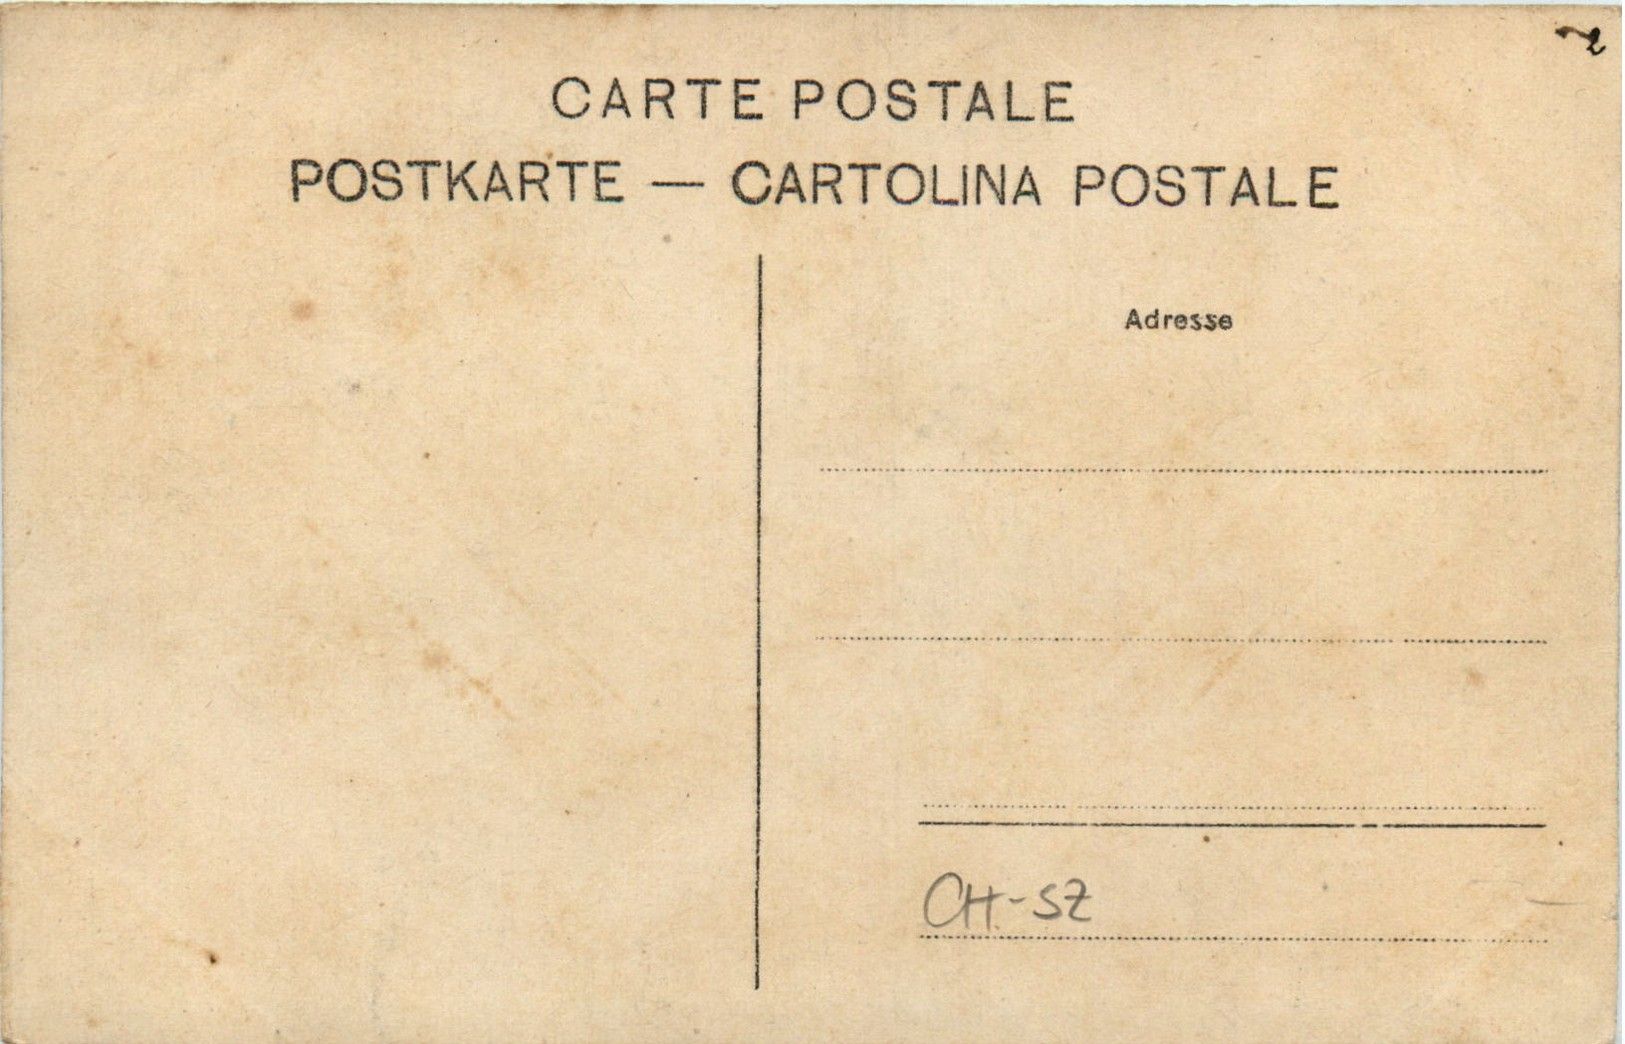 CARTE POSTALE
POSTKARTE — CARTOLINA POSTALE
Adresse
CH-SZ